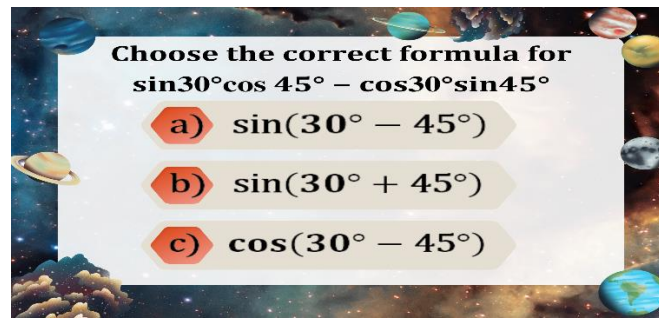 Choose the correct formula for
sin30°cos 45° – cos30°sin45°
a) sin(30° − 45°)
b) sin(30° + 45°)
c) cos(30° − 45°)